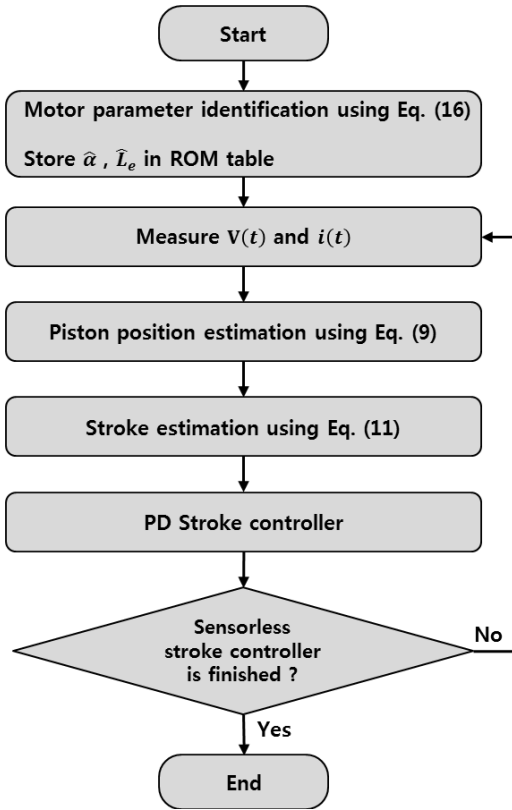 Start
Motor parameter identification using Eq. (16)
Store α̂ , L̂ₑ in ROM table
Measure V(t) and i(t)
Piston position estimation using Eq. (9)
Stroke estimation using Eq. (11)
PD Stroke controller
Sensorless
stroke controller
is finished ?
No
Yes
End